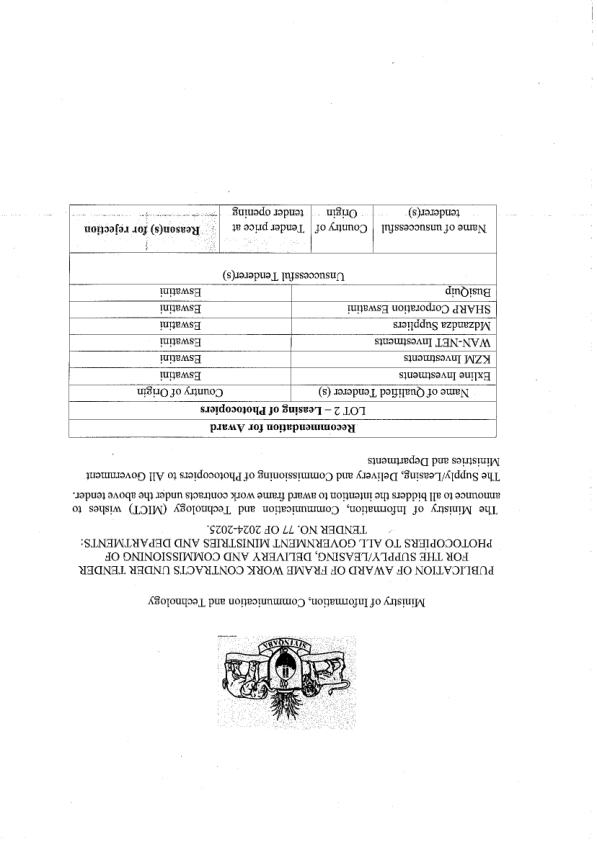 SIYINQABA
Ministry of Information, Communication and Technology
PUBLICATION OF AWARD OF FRAME WORK CONTRACTS UNDER TENDER
FOR THE SUPPLY/LEASING, DELIVERY AND COMMISSIONING OF
PHOTOCOPIERS TO ALL GOVERNMENT MINISTRIES AND DEPARTMENTS:
TENDER NO. 77 OF 2024-2025.
The Ministry of Information, Communication and Technology (MICT) wishes to
announce to all bidders the intention to award frame work contracts under the above tender.
The Supply/Leasing, Delivery and Commissioning of Photocopiers to All Government
Ministries and Departments
Recommendation for Award
LOT 2 – Leasing of Photocopiers
Name of Qualified Tenderer (s) Country of Origin
Exline Investments Eswatini
KZM Investments Eswatini
WAN-NET Investments Eswatini
Mdzandza Suppliers Eswatini
SHARP Corporation Eswatini Eswatini
BusiQuip Eswatini
Unsuccessful Tenderer(s)
Name of unsuccessful tenderer(s) Country of Origin Tender price at tender opening Reason(s) for rejection